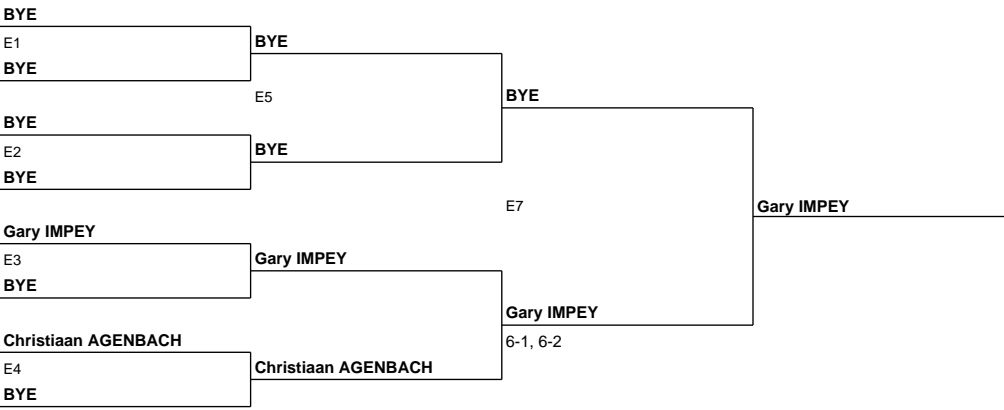 BYE
E1
BYE
BYE
E5
BYE
BYE
E2
BYE
BYE
E7
Gary IMPEY
Gary IMPEY
E3
Gary IMPEY
BYE
Gary IMPEY
Christiaan AGENBACH
6-1, 6-2
E4
Christiaan AGENBACH
BYE